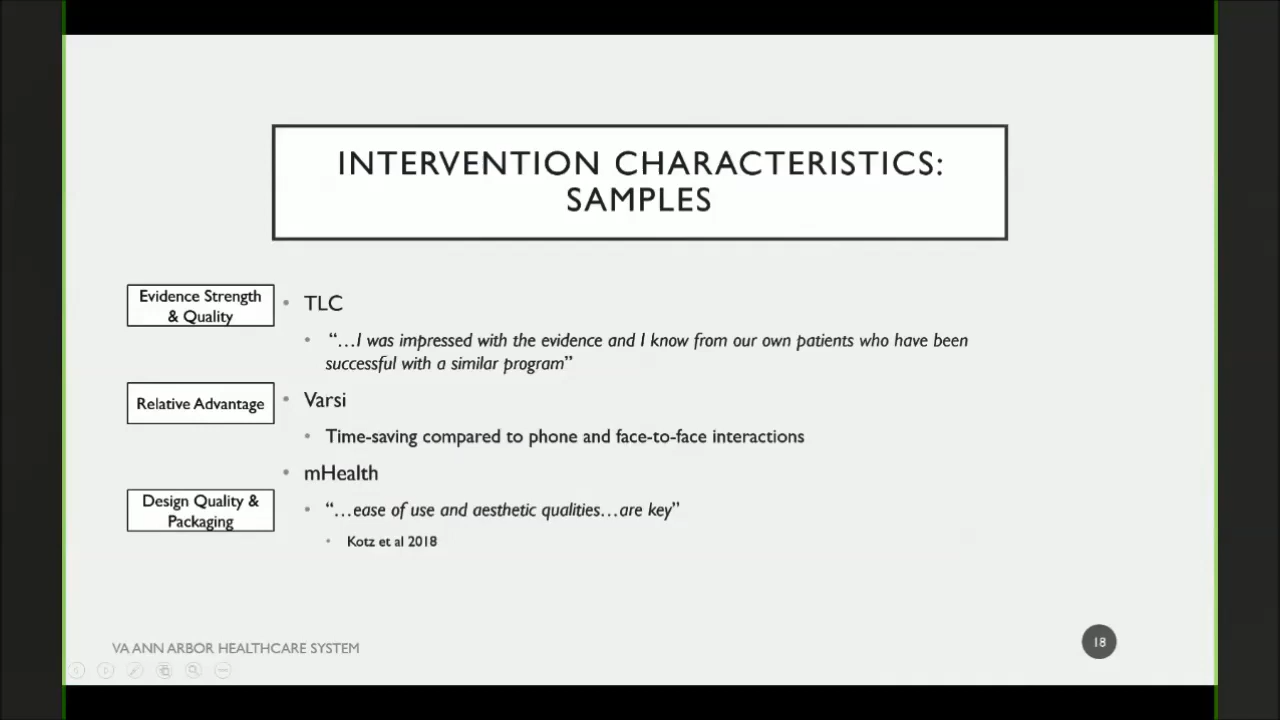 INTERVENTION CHARACTERISTICS:
SAMPLES
Evidence Strength
& Quality
• TLC
• “…I was impressed with the evidence and I know from our own patients who have been
successful with a similar program”
Relative Advantage
• Varsi
• Time-saving compared to phone and face-to-face interactions
• mHealth
Design Quality &
Packaging
• “…ease of use and aesthetic qualities…are key”
• Kotz et al 2018
VA ANN ARBOR HEALTHCARE SYSTEM
18